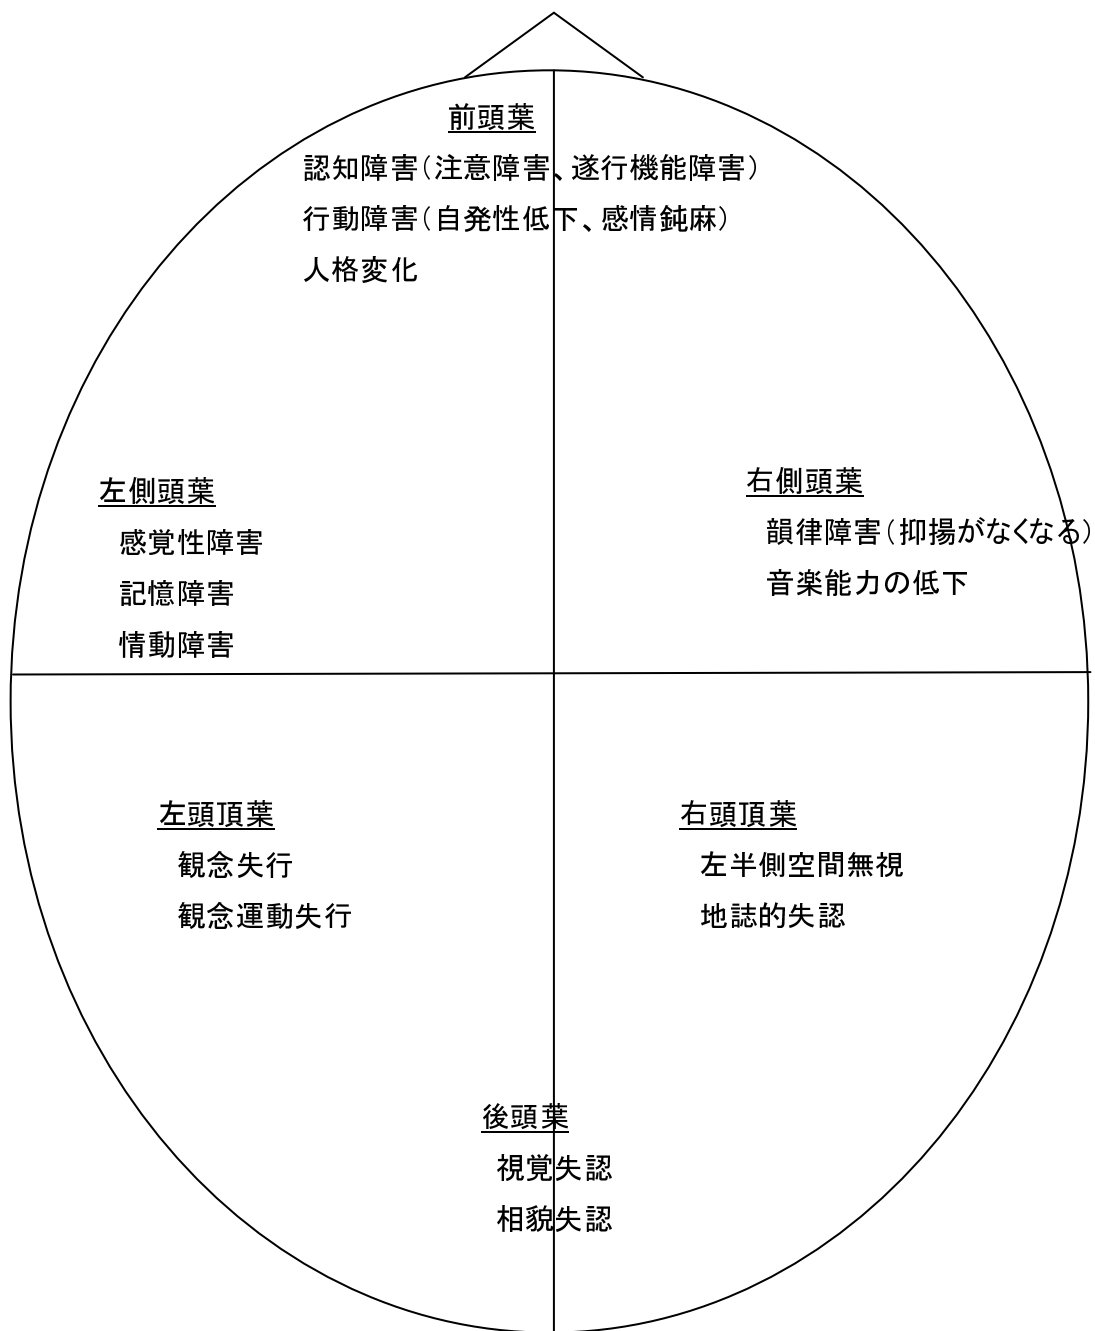 前頭葉
認知障害（注意障害、遂行機能障害）
行動障害（自発性低下、感情鈍麻）
人格変化
左側頭葉
感覚性障害
記憶障害
情動障害
右側頭葉
韻律障害（抑揚がなくなる）
音楽能力の低下
左頭頂葉
観念失行
観念運動失行
右頭頂葉
左半側空間無視
地誌的失認
後頭葉
視覚失認
相貌失認